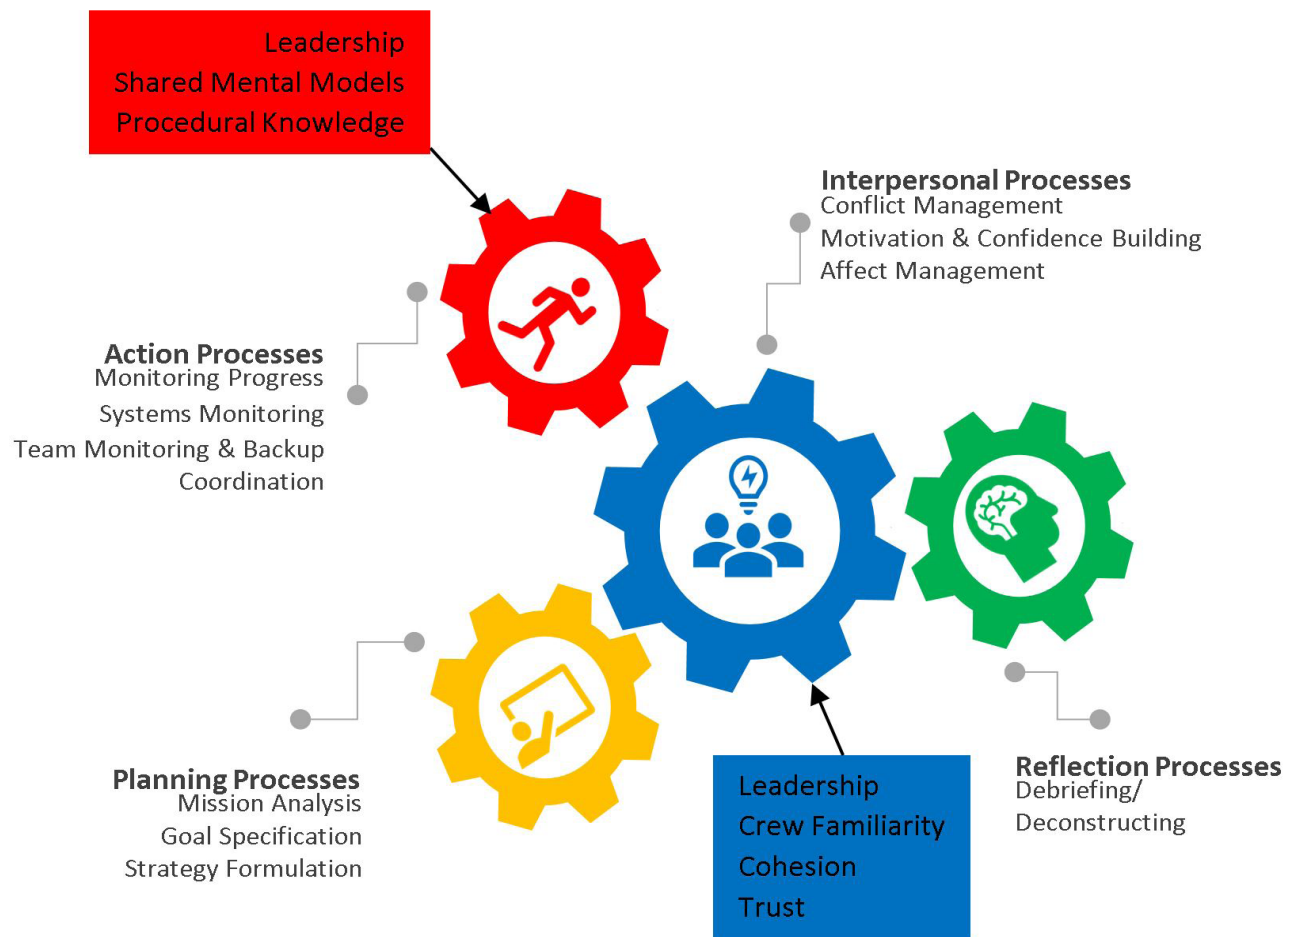 Leadership
Shared Mental Models
Procedural Knowledge
Interpersonal Processes
Conflict Management
Motivation & Confidence Building
Affect Management
Action Processes
Monitoring Progress
Systems Monitoring
Team Monitoring & Backup
Coordination
Planning Processes
Mission Analysis
Goal Specification
Strategy Formulation
Leadership
Crew Familiarity
Cohesion
Trust
Reflection Processes
Debriefing/
Deconstructing